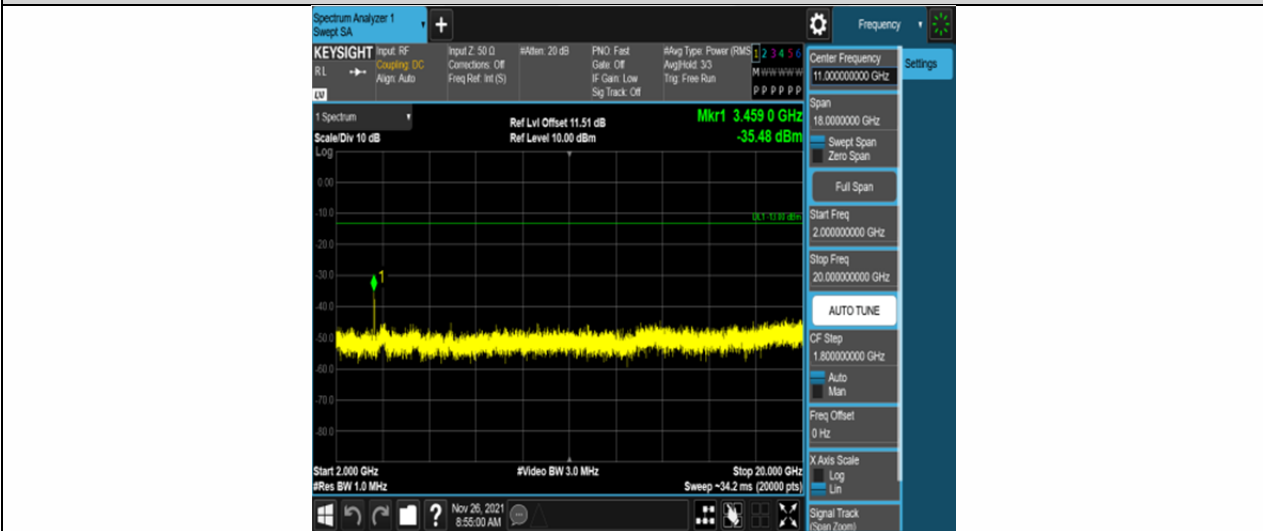 Spectrum Analyzer 1
Swept SA
+
Frequency
KEYSIGHT
RL
LV
Input: RF
Coupling: DC
Align: Auto
Input Z: 50 Ω
Corrections: Off
Freq Ref: Int (S)
#Atten: 20 dB
PNO: Fast
Gate: Off
IF Gain: Low
Sig Track: Off
#Avg Type: Power (RMS
Avg|Hold: 3/3
Trig: Free Run
1 2 3 4 5 6
M W W W W W
P P P P P P
1 Spectrum
Scale/Div 10 dB
Ref Lvl Offset 11.51 dB
Ref Level 10.00 dBm
Mkr1 3.459 0 GHz
-35.48 dBm
Log
0.00
-10.0
DL1 -13.00 dBm
-20.0
-30.0
1
-40.0
-50.0
-60.0
-70.0
-80.0
Start 2.000 GHz
#Video BW 3.0 MHz
Stop 20.000 GHz
#Res BW 1.0 MHz
Sweep ~34.2 ms (20000 pts)
?
Nov 26, 2021
8:55:00 AM
Center Frequency
11.000000000 GHz
Settings
Span
18.0000000 GHz
Swept Span
Zero Span
Full Span
Start Freq
2.000000000 GHz
Stop Freq
20.000000000 GHz
AUTO TUNE
CF Step
1.800000000 GHz
Auto
Man
Freq Offset
0 Hz
X Axis Scale
Log
Lin
Signal Track
(Span Zoom)